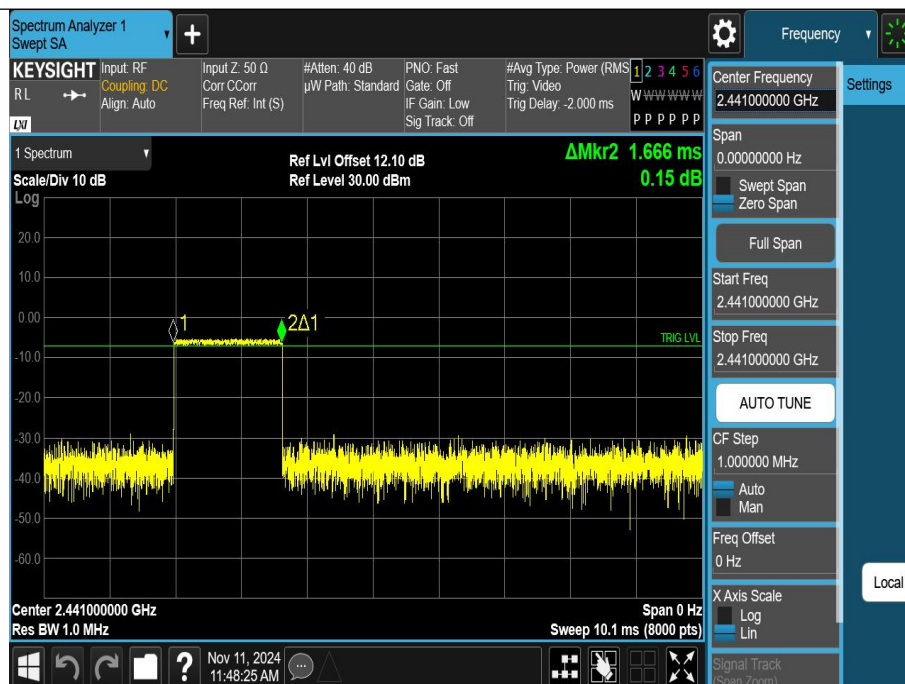 Spectrum Analyzer 1
Swept SA
Frequency
KEYSIGHT
RL
LXI
Input: RF
Coupling: DC
Align: Auto
Input Z: 50 Ω
Corr CCorr
Freq Ref: Int (S)
#Atten: 40 dB
µW Path: Standard
PNO: Fast
Gate: Off
IF Gain: Low
Sig Track: Off
#Avg Type: Power (RMS
Trig: Video
Trig Delay: -2.000 ms
1 2 3 4 5 6
W W W W W W
P P P P P P
1 Spectrum
Scale/Div 10 dB
Log
Ref Lvl Offset 12.10 dB
Ref Level 30.00 dBm
ΔMkr2 1.666 ms
0.15 dB
20.0
10.0
0.00
-10.0
-20.0
-30.0
-40.0
-50.0
-60.0
1
2Δ1
TRIG LVL
Center 2.441000000 GHz
Res BW 1.0 MHz
Span 0 Hz
Sweep 10.1 ms (8000 pts)
Nov 11, 2024
11:48:25 AM
Center Frequency
2.441000000 GHz
Span
0.00000000 Hz
Swept Span
Zero Span
Full Span
Start Freq
2.441000000 GHz
Stop Freq
2.441000000 GHz
AUTO TUNE
CF Step
1.000000 MHz
Auto
Man
Freq Offset
0 Hz
X Axis Scale
Log
Lin
Signal Track
(Span Zoom)
Settings
Local